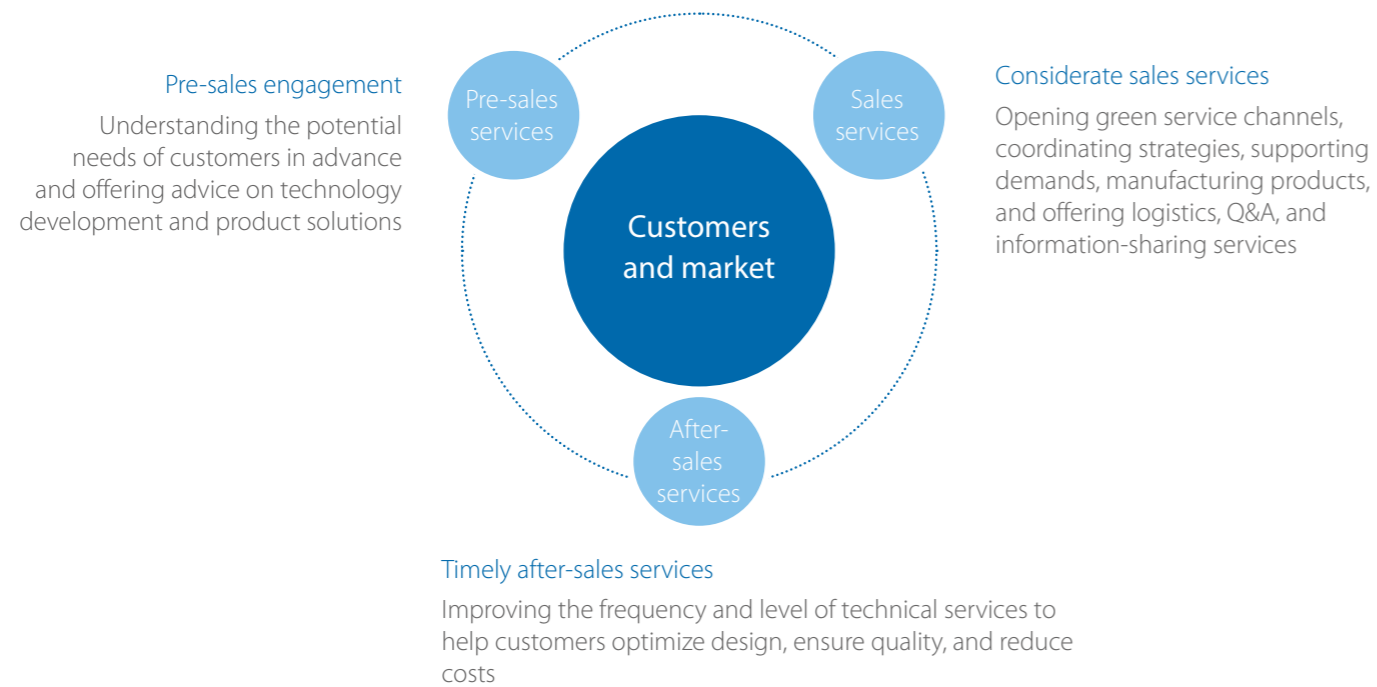 Pre-sales engagement
Understanding the potential
needs of customers in advance
and offering advice on technology
development and product solutions
Pre-sales
services
Customers
and market
Sales
services
Considerate sales services
Opening green service channels,
coordinating strategies, supporting
demands, manufacturing products,
and offering logistics, Q&A, and
information-sharing services
After-
sales
services
Timely after-sales services
Improving the frequency and level of technical services to
help customers optimize design, ensure quality, and reduce
costs